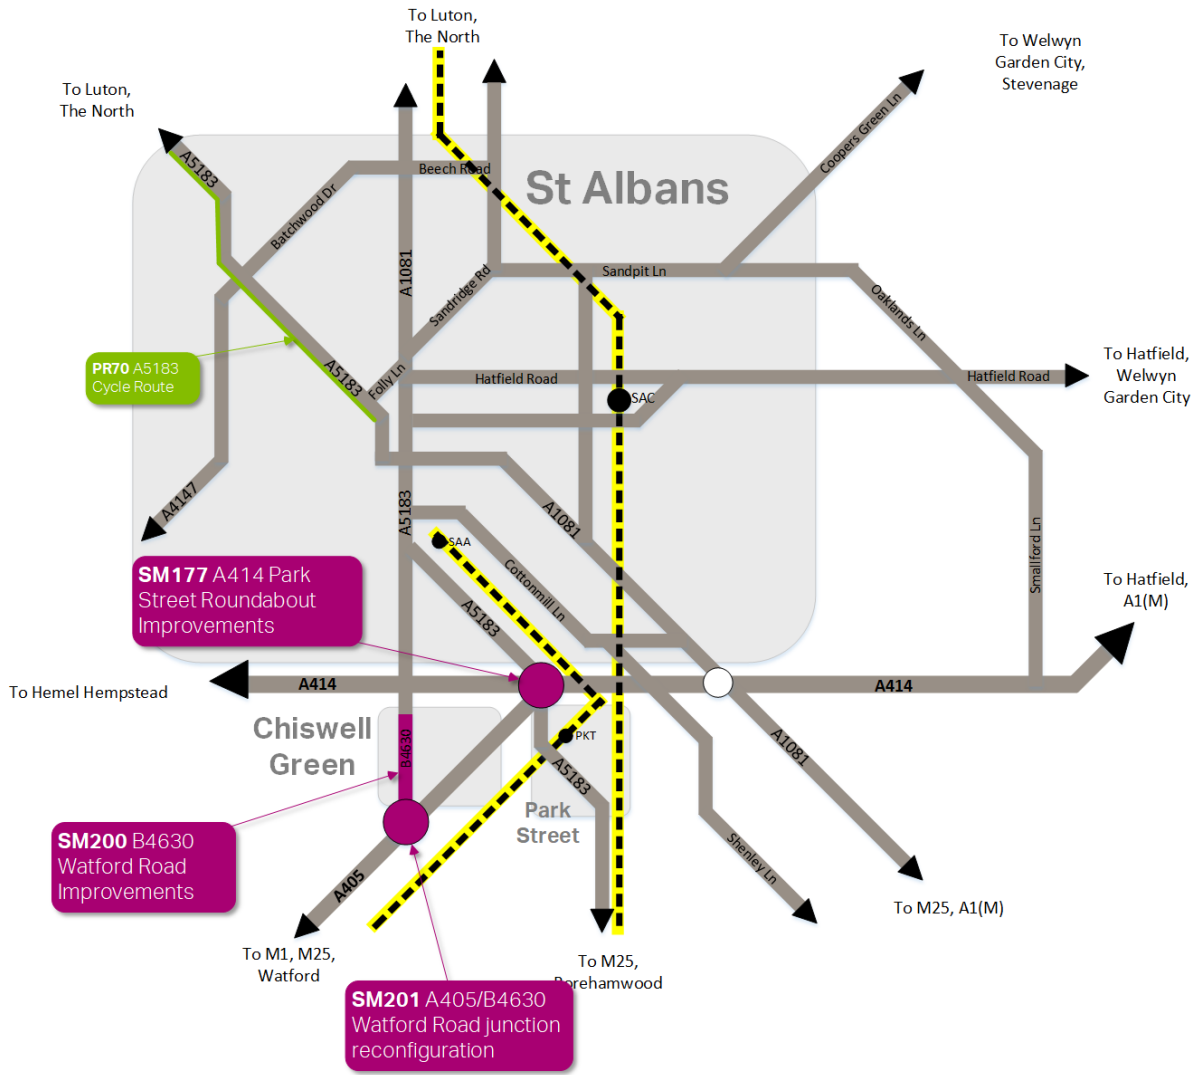 To Luton,
The North
To Welwyn
Garden City,
Stevenage
To Luton,
The North
A5183
Coopers Green Ln
Beech Road
St Albans
Batchwood Dr
A1081
Sandridge Rd
Sandpit Ln
Oaklands Ln
PR70 A5183
Cycle Route
A5183
Folly Ln
Hatfield Road
Hatfield Road
To Hatfield,
Welwyn
Garden City
SAC
A4147
A5183
A1081
SAA
Cottonmill Ln
Smallford Ln
SM177 A414 Park
Street Roundabout
Improvements
A5183
To Hatfield,
A1(M)
To Hemel Hempstead
A414
A414
Chiswell
Green
B4630
PKT
A5183
A1081
Park
Street
SM200 B4630
Watford Road
Improvements
Shenley Ln
A405
To M25, A1(M)
To M1, M25,
Watford
To M25,
Borehamwood
SM201 A405/B4630
Watford Road junction
reconfiguration